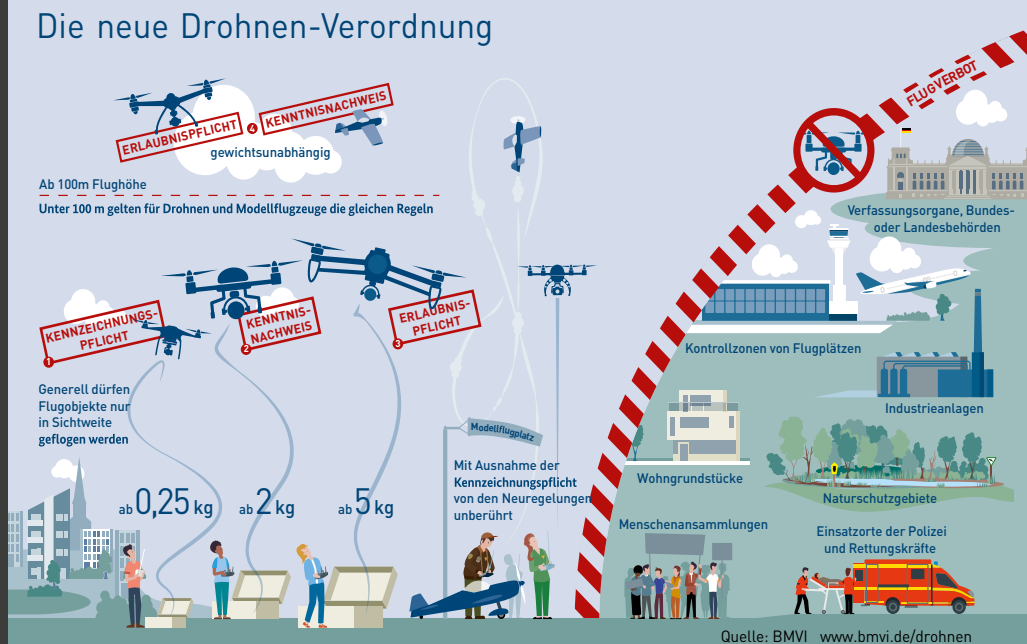 Die neue Drohnen-Verordnung
ERLAUBNISPFLICHT
4
KENNTNISNACHWEIS
gewichtsunabhängig
Ab 100m Flughöhe
Unter 100 m gelten für Drohnen und Modellflugzeuge die gleichen Regeln
KENNZEICHNUNGS-
PFLICHT
1
KENNTNIS-
NACHWEIS
2
ERLAUBNIS-
PFLICHT
3
Generell dürfen
Flugobjekte nur
in Sichtweite
geflogen werden
ab 0,25 kg
ab 2 kg
ab 5 kg
Modellflugplatz
Mit Ausnahme der
Kennzeichnungspflicht
von den Neuregelungen
unberührt
FLUGVERBOT
Verfassungsorgane, Bundes-
oder Landesbehörden
Kontrollzonen von Flugplätzen
Industrieanlagen
Wohngrundstücke
Naturschutzgebiete
Menschenansammlungen
Einsatzorte der Polizei
und Rettungskräfte
Quelle: BMVI www.bmvi.de/drohnen